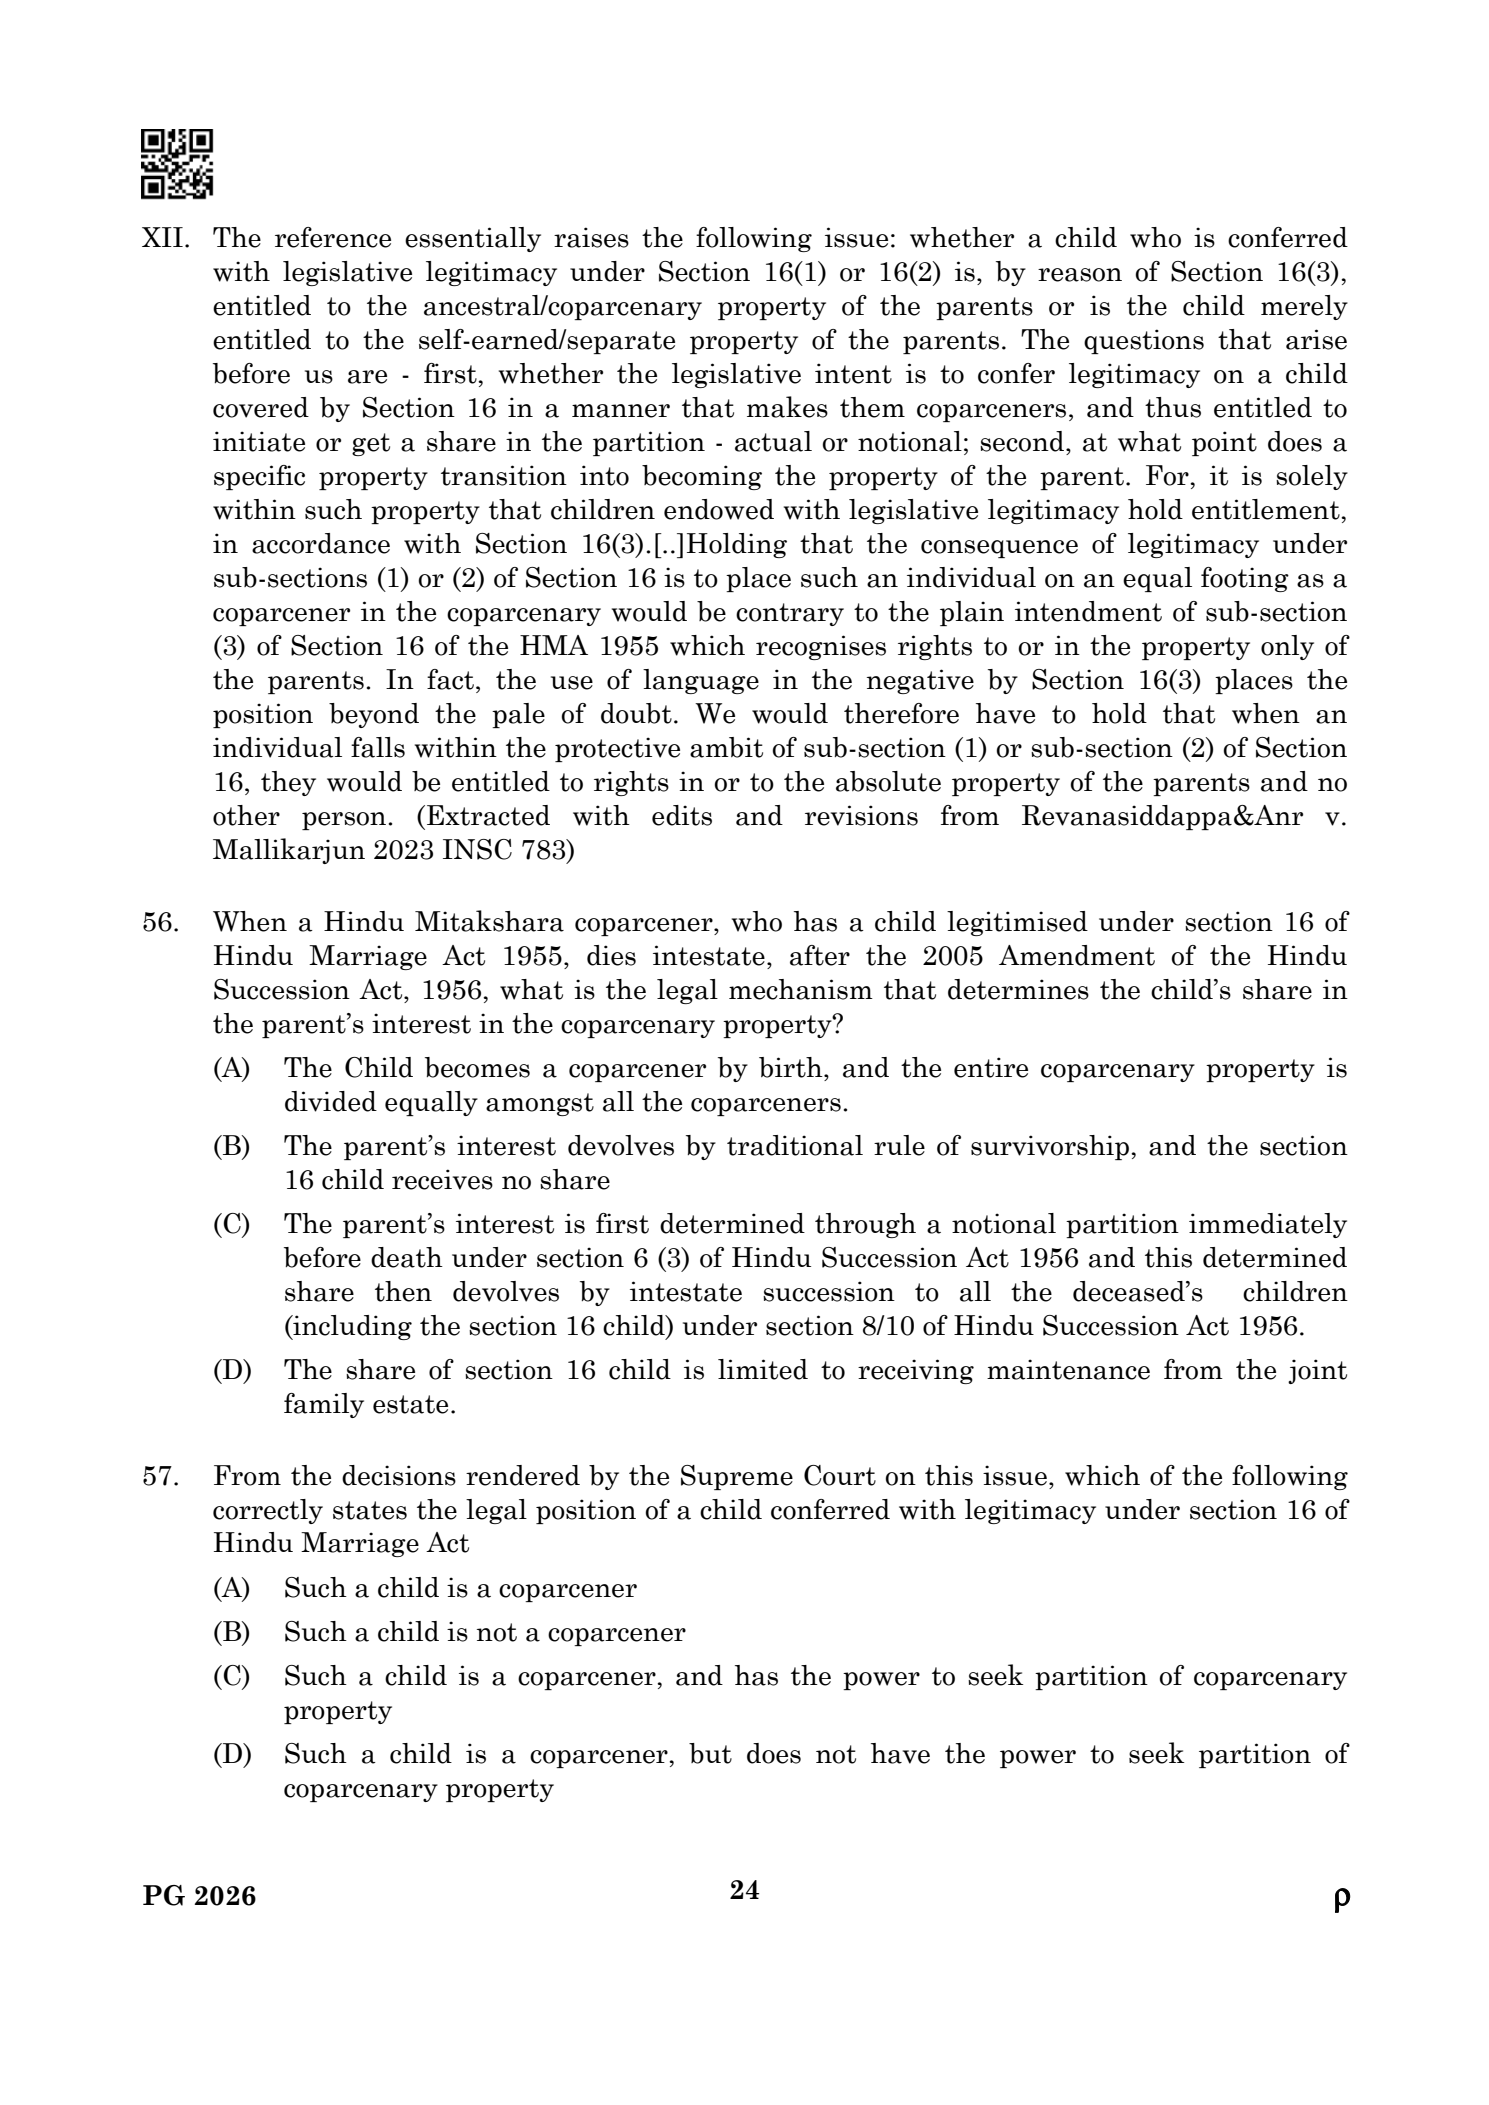 XII. The reference essentially raises the following issue: whether a child who is conferred
with legislative legitimacy under Section 16(1) or 16(2) is, by reason of Section 16(3),
entitled to the ancestral/coparcenary property of the parents or is the child merely
entitled to the self-earned/separate property of the parents. The questions that arise
before us are - first, whether the legislative intent is to confer legitimacy on a child
covered by Section 16 in a manner that makes them coparceners, and thus entitled to
initiate or get a share in the partition - actual or notional; second, at what point does a
specific property transition into becoming the property of the parent. For, it is solely
within such property that children endowed with legislative legitimacy hold entitlement,
in accordance with Section 16(3).[..]Holding that the consequence of legitimacy under
sub-sections (1) or (2) of Section 16 is to place such an individual on an equal footing as a
coparcener in the coparcenary would be contrary to the plain intendment of sub-section
(3) of Section 16 of the HMA 1955 which recognises rights to or in the property only of
the parents. In fact, the use of language in the negative by Section 16(3) places the
position beyond the pale of doubt. We would therefore have to hold that when an
individual falls within the protective ambit of sub-section (1) or sub-section (2) of Section
16, they would be entitled to rights in or to the absolute property of the parents and no
other person. (Extracted with edits and revisions from Revanasiddappa&Anr v.
Mallikarjun 2023 INSC 783)
56. When a Hindu Mitakshara coparcener, who has a child legitimised under section 16 of
Hindu Marriage Act 1955, dies intestate, after the 2005 Amendment of the Hindu
Succession Act, 1956, what is the legal mechanism that determines the child's share in
the parent's interest in the coparcenary property?
(A) The Child becomes a coparcener by birth, and the entire coparcenary property is
divided equally amongst all the coparceners.
(B) The parent's interest devolves by traditional rule of survivorship, and the section
16 child receives no share
(C) The parent's interest is first determined through a notional partition immediately
before death under section 6 (3) of Hindu Succession Act 1956 and this determined
share then devolves by intestate succession to all the deceased's children
(including the section 16 child) under section 8/10 of Hindu Succession Act 1956.
(D) The share of section 16 child is limited to receiving maintenance from the joint
family estate.
57. From the decisions rendered by the Supreme Court on this issue, which of the following
correctly states the legal position of a child conferred with legitimacy under section 16 of
Hindu Marriage Act
(A) Such a child is a coparcener
(B) Such a child is not a coparcener
(C) Such a child is a coparcener, and has the power to seek partition of coparcenary
property
(D) Such a child is a coparcener, but does not have the power to seek partition of
coparcenary property
PG 2026 24 ρ